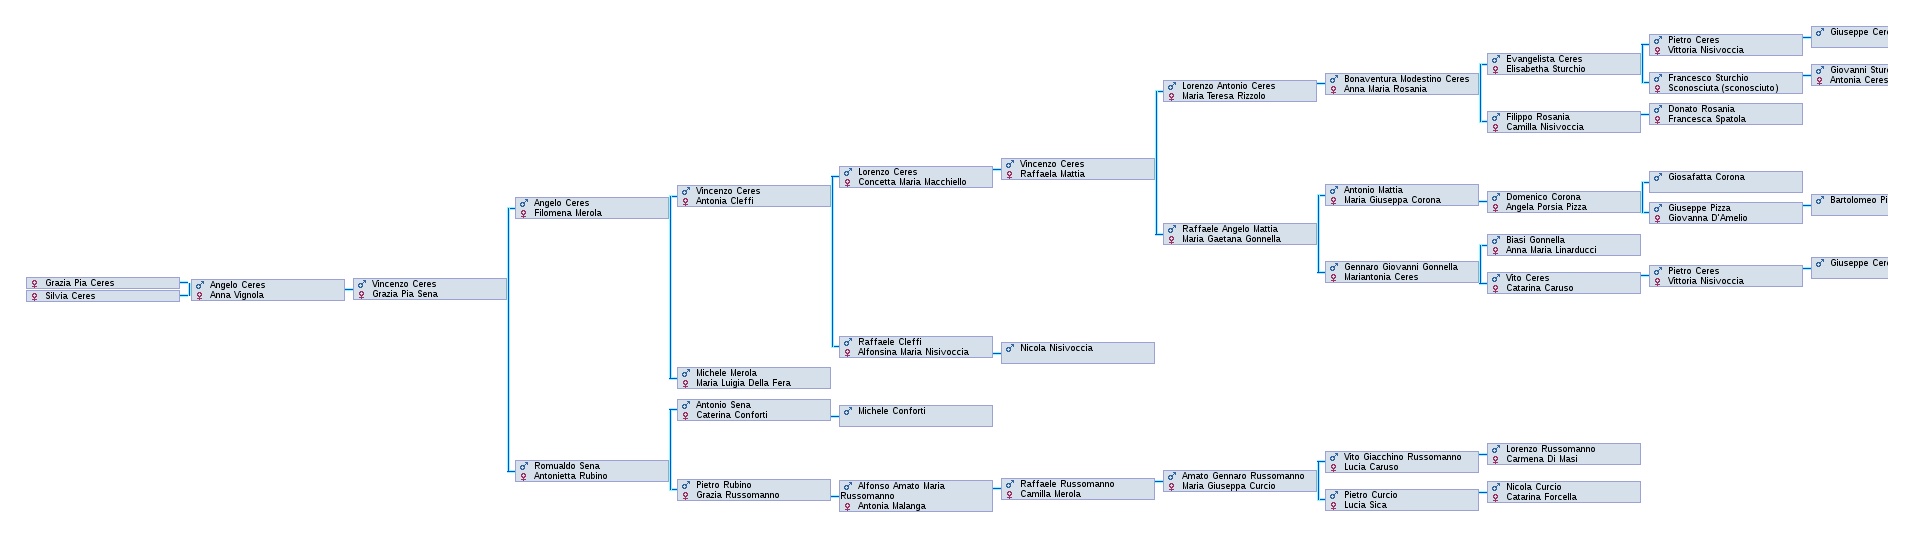 Grazia Pia Ceres
Silvia Ceres
Angelo Ceres
Anna Vignola
Vincenzo Ceres
Grazia Pia Sena
Angelo Ceres
Filomena Merola
Romualdo Sena
Antonietta Rubino
Vincenzo Ceres
Antonia Cleffi
Michele Merola
Maria Luigia Della Fera
Antonio Sena
Caterina Conforti
Pietro Rubino
Grazia Russomanno
Lorenzo Ceres
Concetta Maria Macchiello
Raffaele Cleffi
Alfonsina Maria Nisivoccia
Michele Conforti
Alfonso Amato Maria
Russomanno
Antonia Malanga
Vincenzo Ceres
Raffaela Mattia
Nicola Nisivoccia
Raffaele Russomanno
Camilla Merola
Lorenzo Antonio Ceres
Maria Teresa Rizzolo
Raffaele Angelo Mattia
Maria Gaetana Gonnella
Amato Gennaro Russomanno
Maria Giuseppa Curcio
Bonaventura Modestino Ceres
Anna Maria Rosania
Antonio Mattia
Maria Giuseppa Corona
Gennaro Giovanni Gonnella
Mariantonia Ceres
Vito Giacchino Russomanno
Lucia Caruso
Pietro Curcio
Lucia Sica
Evangelista Ceres
Elisabetha Sturchio
Filippo Rosania
Camilla Nisivoccia
Domenico Corona
Angela Porsia Pizza
Biasi Gonnella
Anna Maria Linarducci
Vito Ceres
Catarina Caruso
Lorenzo Russomanno
Carmena Di Masi
Nicola Curcio
Catarina Forcella
Pietro Ceres
Vittoria Nisivoccia
Francesco Sturchio
Sconosciuta (sconosciuto)
Donato Rosania
Francesca Spatola
Giosafatta Corona
Giuseppe Pizza
Giovanna D'Amelio
Pietro Ceres
Vittoria Nisivoccia
Giuseppe
Giovanni
Antonia Ceres
Bartolomeo
Giuseppe